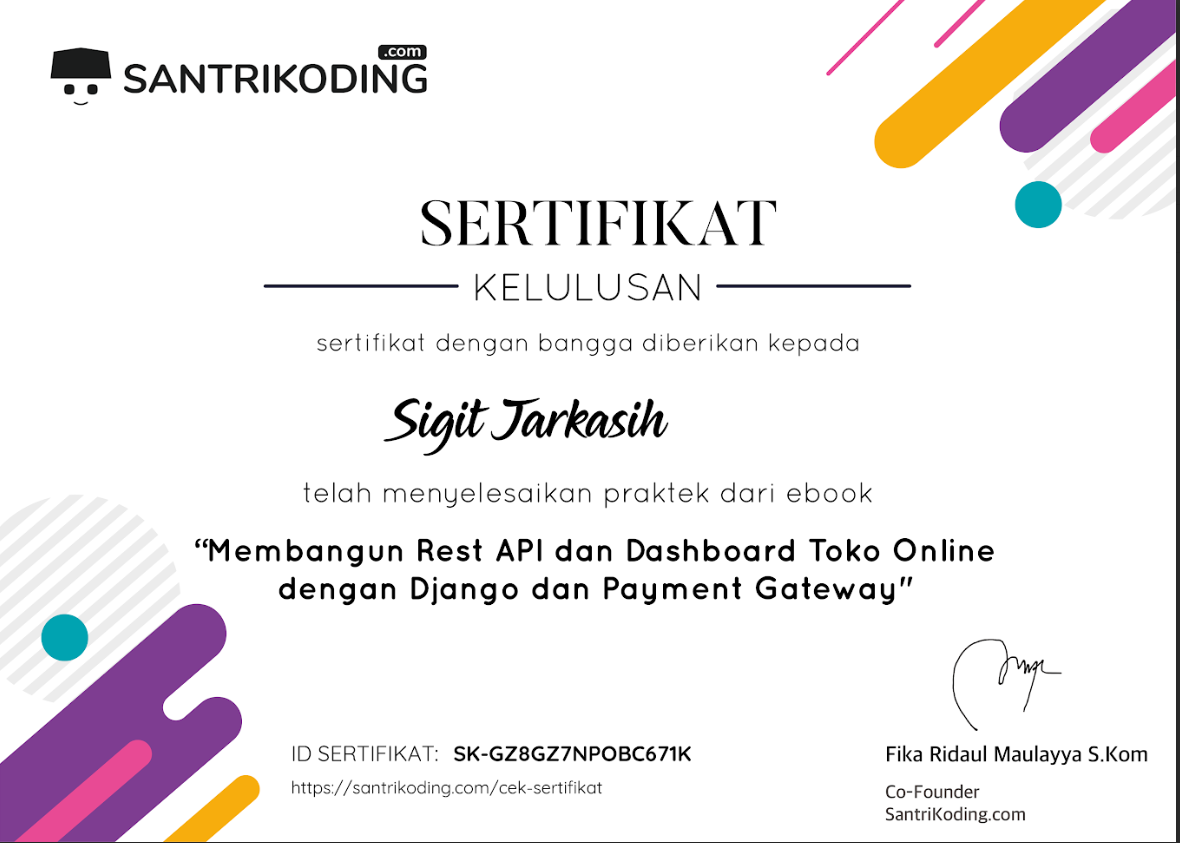 SANTRIKODING .com
SERTIFIKAT
KELULUSAN
sertifikat dengan bangga diberikan kepada
Sigit Jarkasih
telah menyelesaikan praktek dari ebook
“Membangun Rest API dan Dashboard Toko Online
dengan Django dan Payment Gateway"
ID SERTIFIKAT: SK-GZ8GZ7NPOBC671K
https://santrikoding.com/cek-sertifikat
Fika Ridaul Maulayya S.Kom
Co-Founder
SantriKoding.com